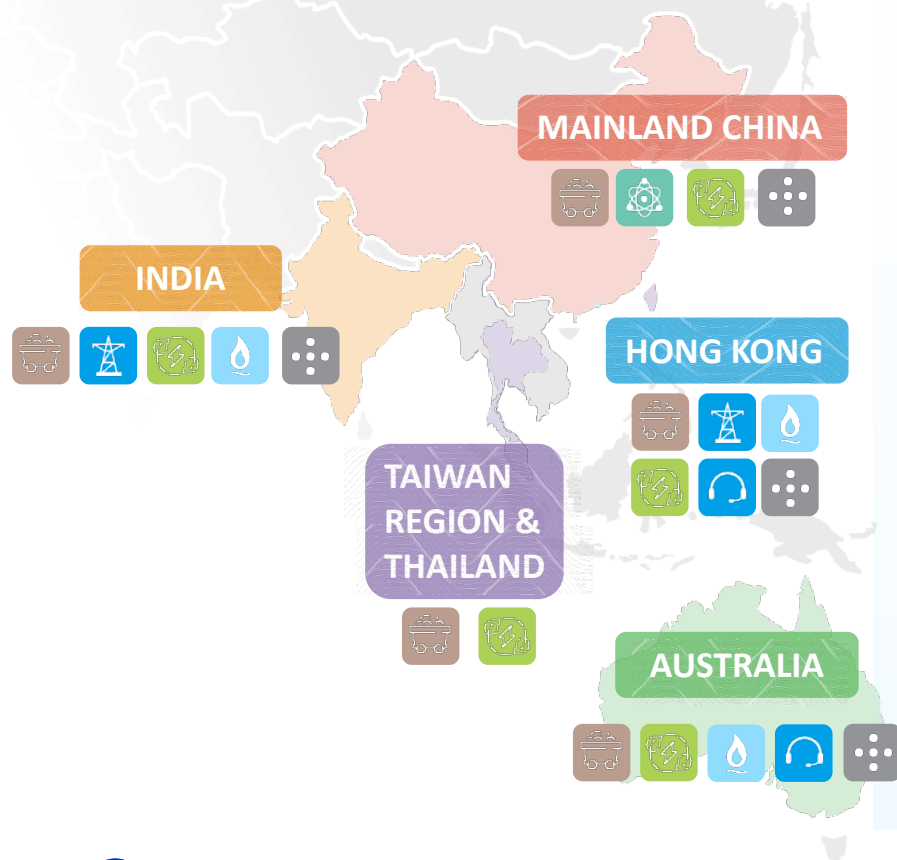 MAINLAND CHINA
INDIA
HONG KONG
TAIWAN
REGION &
THAILAND
AUSTRALIA